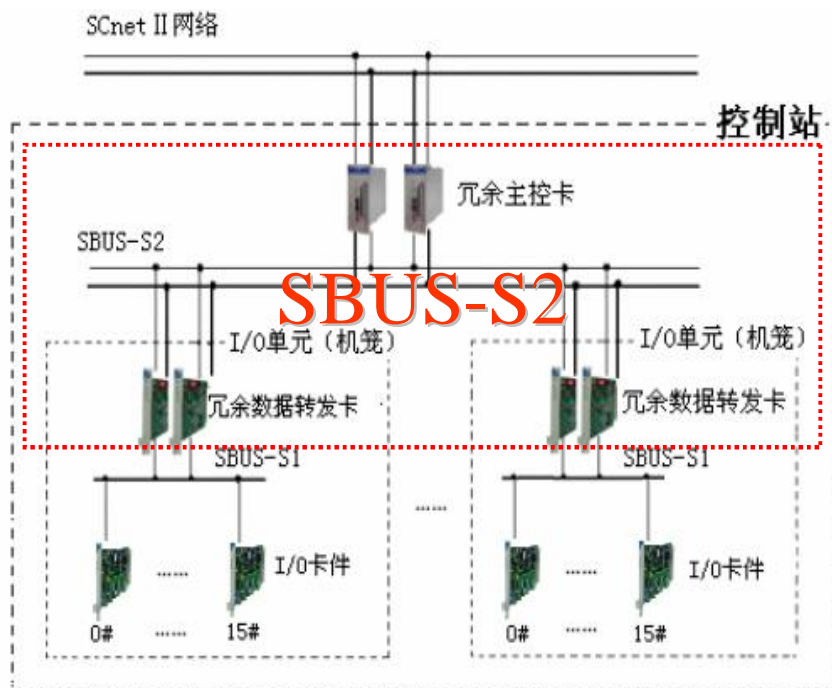 SCnet II网络
控制站
冗余主控卡
SBUS-S2
SBUS-S2
I/O单元（机笼）
I/O单元（机笼）
冗余数据转发卡
冗余数据转发卡
SBUS-S1
SBUS-S1
……
I/O卡件
……
I/O卡件
……
0#
……
15#
0#
……
15#